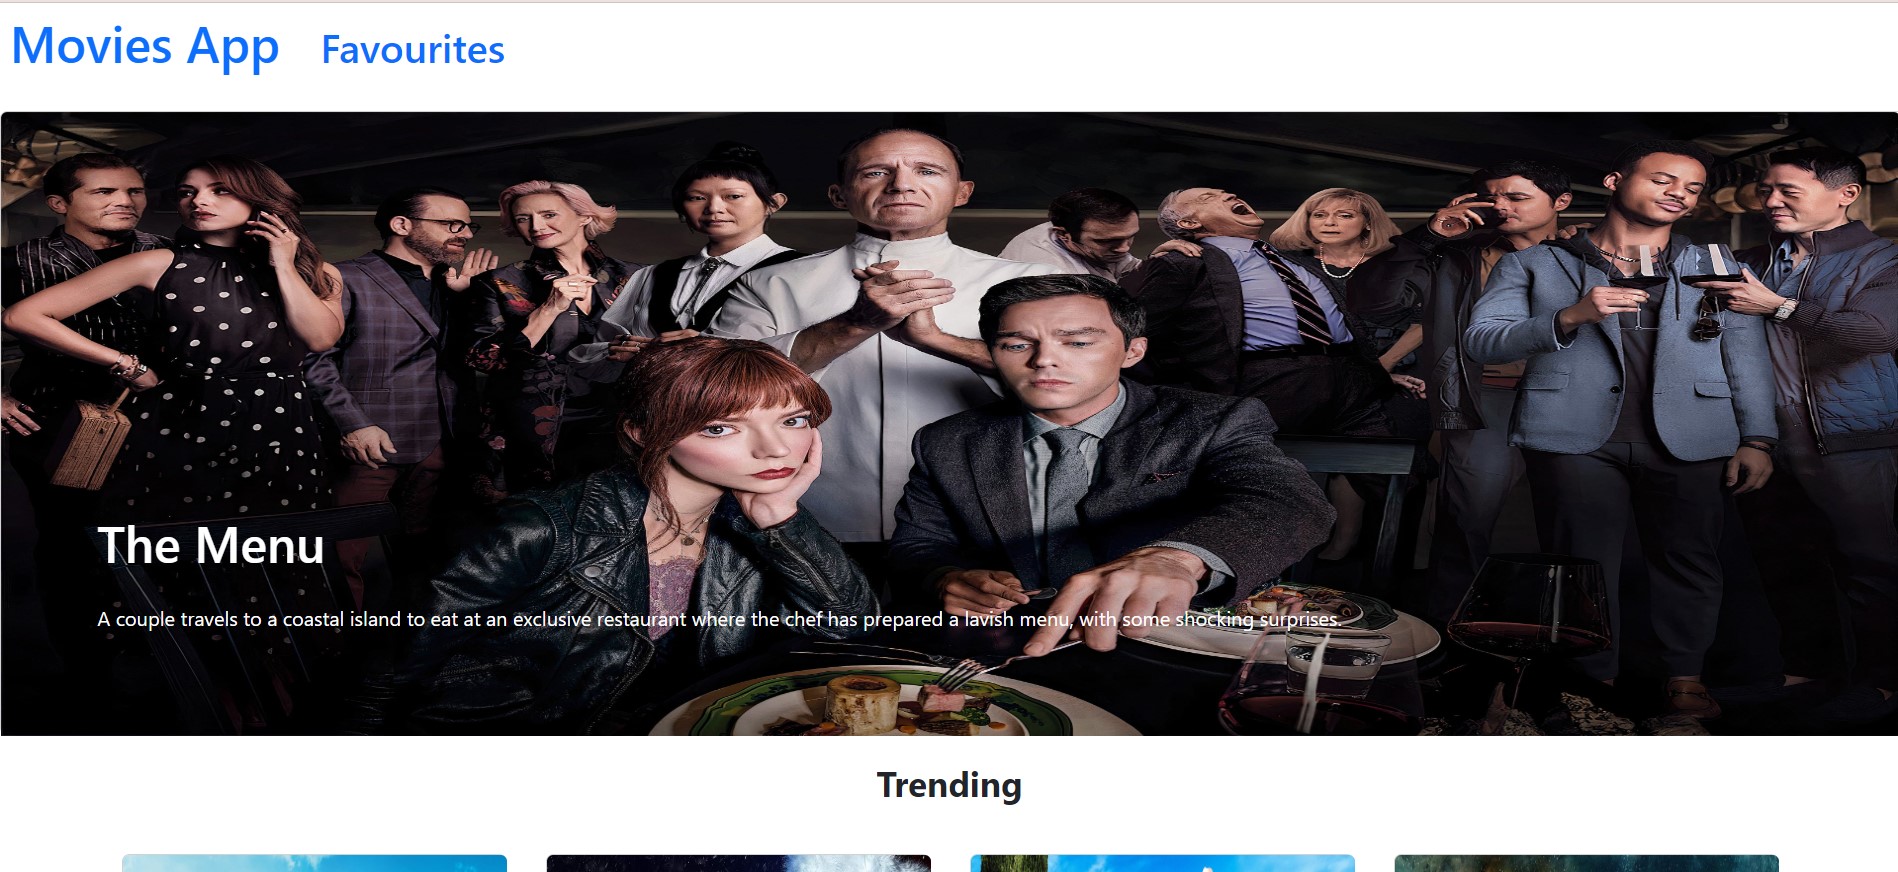 Movies App Favourites
The Menu
A couple travels to a coastal island to eat at an exclusive restaurant where the chef has prepared a lavish menu, with some shocking surprises.
Trending